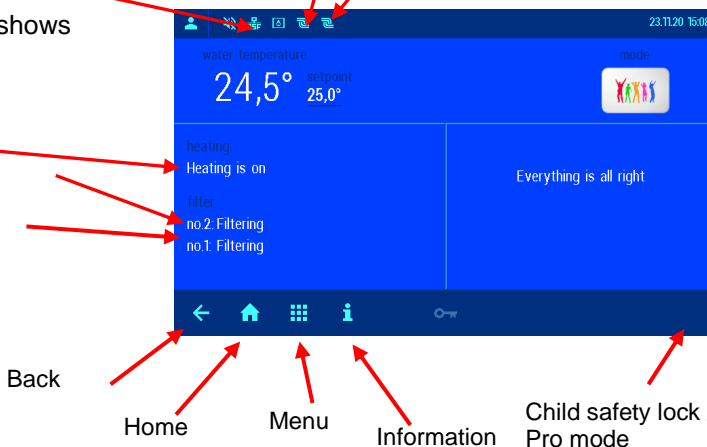 shows
23.11.20 15:08
water temperature
mode
24,5°
setpoint
25,0°
heating
Heating is on
Everything is all right
filter
no.2: Filtering
no.1: Filtering
Back
Home
Menu
Information
Child safety lock
Pro mode